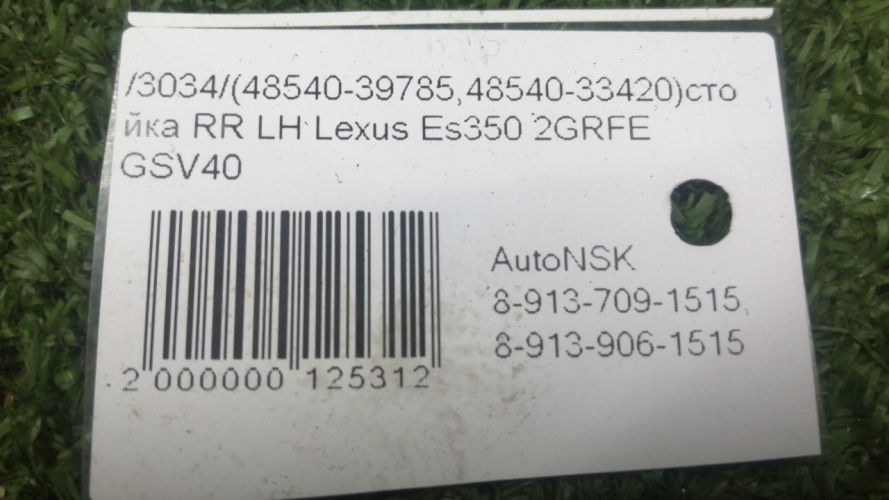 /3034/(48540-39785,48540-33420)сто
йка RR LH Lexus Es350 2GRFE
GSV40
AutoNSK
8-913-709-1515,
8-913-906-1515
2 000000 125312